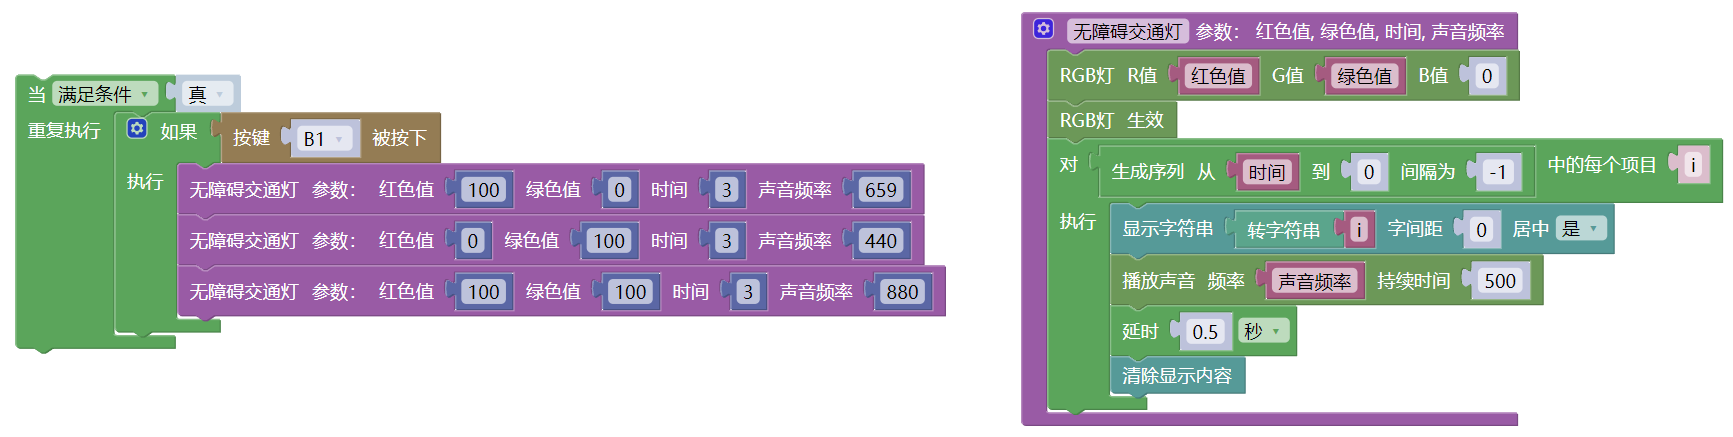 当 满足条件 真
重复执行 如果 按键 B1 被按下
执行 无障碍交通灯 参数： 红色值 100 绿色值 0 时间 3 声音频率 659
无障碍交通灯 参数： 红色值 0 绿色值 100 时间 3 声音频率 440
无障碍交通灯 参数： 红色值 100 绿色值 100 时间 3 声音频率 880
无障碍交通灯 参数： 红色值, 绿色值, 时间, 声音频率
RGB灯 R值 红色值 G值 绿色值 B值 0
RGB灯 生效
对 生成序列 从 时间 到 0 间隔为 -1 中的每个项目 i
执行 显示字符串 转字符串 i 字间距 0 居中 是
播放声音 频率 声音频率 持续时间 500
延时 0.5 秒
清除显示内容